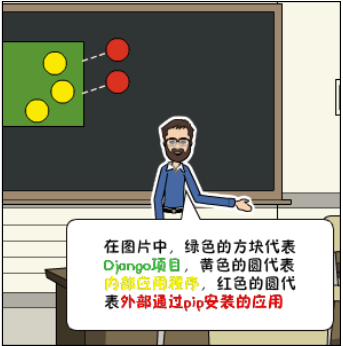 在图片中，绿色的方块代表
Django项目，黄色的圆代表
内部应用程序，红色的圆代
表外部通过pip安装的应用